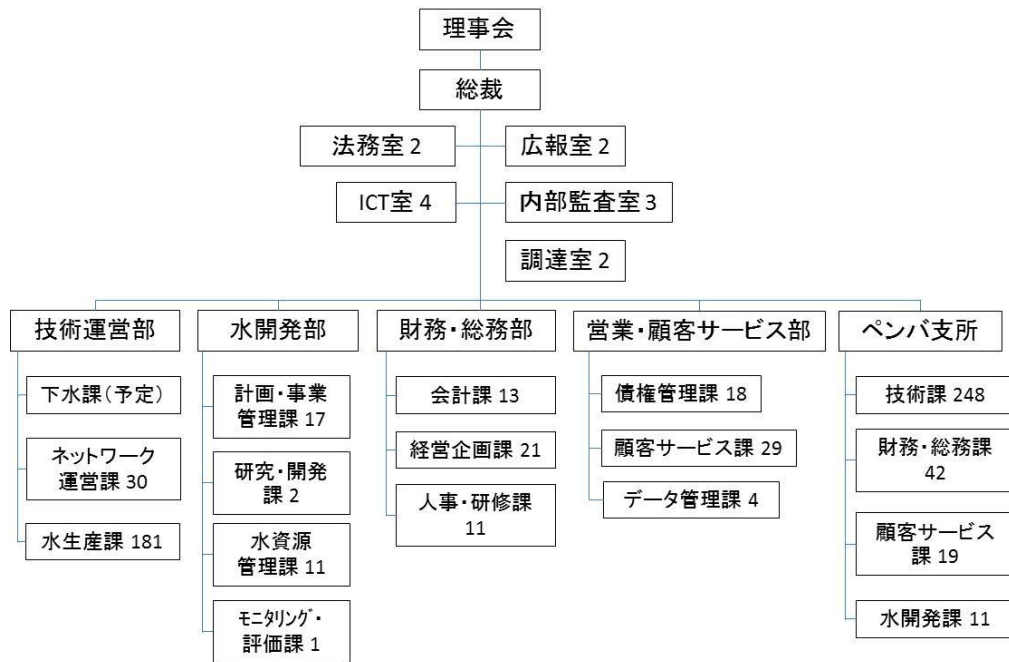 理事会
総裁
法務室 2
広報室 2
ICT室 4
内部監査室 3
調達室 2
技術運営部
下水課(予定)
ネットワーク
運営課 30
水生産課 181
水開発部
計画・事業
管理課 17
研究・開発
課 2
水資源
管理課 11
ﾓﾆﾀﾘﾝｸﾞ・
評価課 1
財務・総務部
会計課 13
経営企画課 21
人事・研修課
11
営業・顧客サービス部
債権管理課 18
顧客サービス課 29
データ管理課 4
ペンバ支所
技術課 248
財務・総務課
42
顧客サービス
課 19
水開発課 11